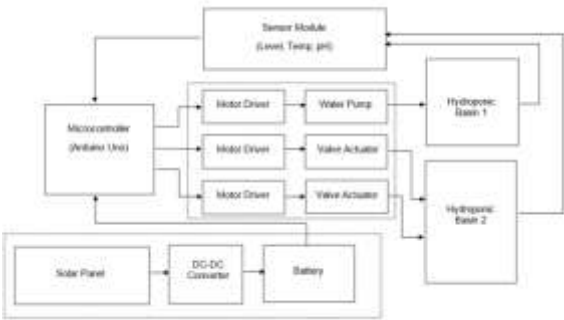 Sensor Module
(Level, Temp, pH)
Motor Driver
Water Pump
Hydroponic
Basin 1
Microcontroller
(Arduino Uno)
Motor Driver
Valve Actuator
Motor Driver
Valve Actuator
Hydroponic
Basin 2
Solar Panel
DC-DC
Converter
Battery